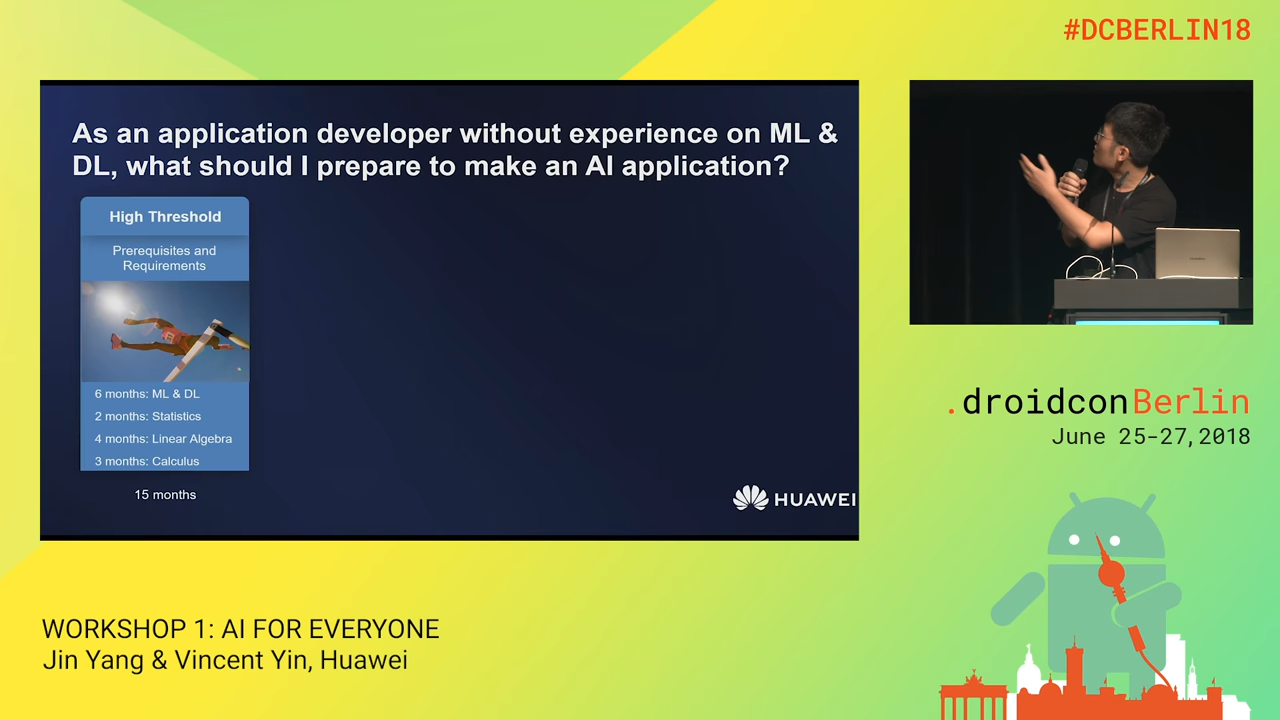 #DCBERLIN18
As an application developer without experience on ML &
DL, what should I prepare to make an AI application?
High Threshold
Prerequisites and
Requirements
6 months: ML & DL
2 months: Statistics
4 months: Linear Algebra
3 months: Calculus
15 months
HUAWEI
.droidconBerlin
June 25-27,2018
WORKSHOP 1: AI FOR EVERYONE
Jin Yang & Vincent Yin, Huawei